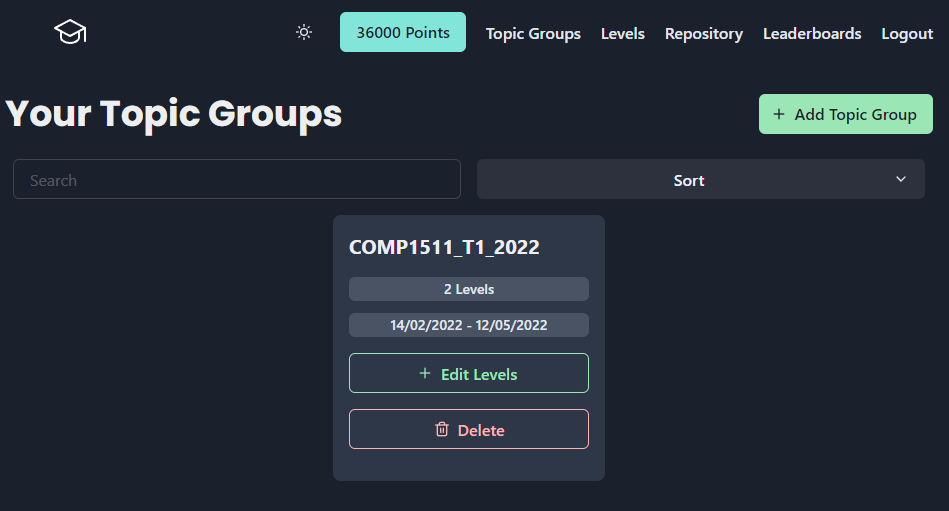 36000 Points Topic Groups Levels Repository Leaderboards Logout
Your Topic Groups
Add Topic Group
Search
Sort
COMP1511_T1_2022
2 Levels
14/02/2022 - 12/05/2022
Edit Levels
Delete